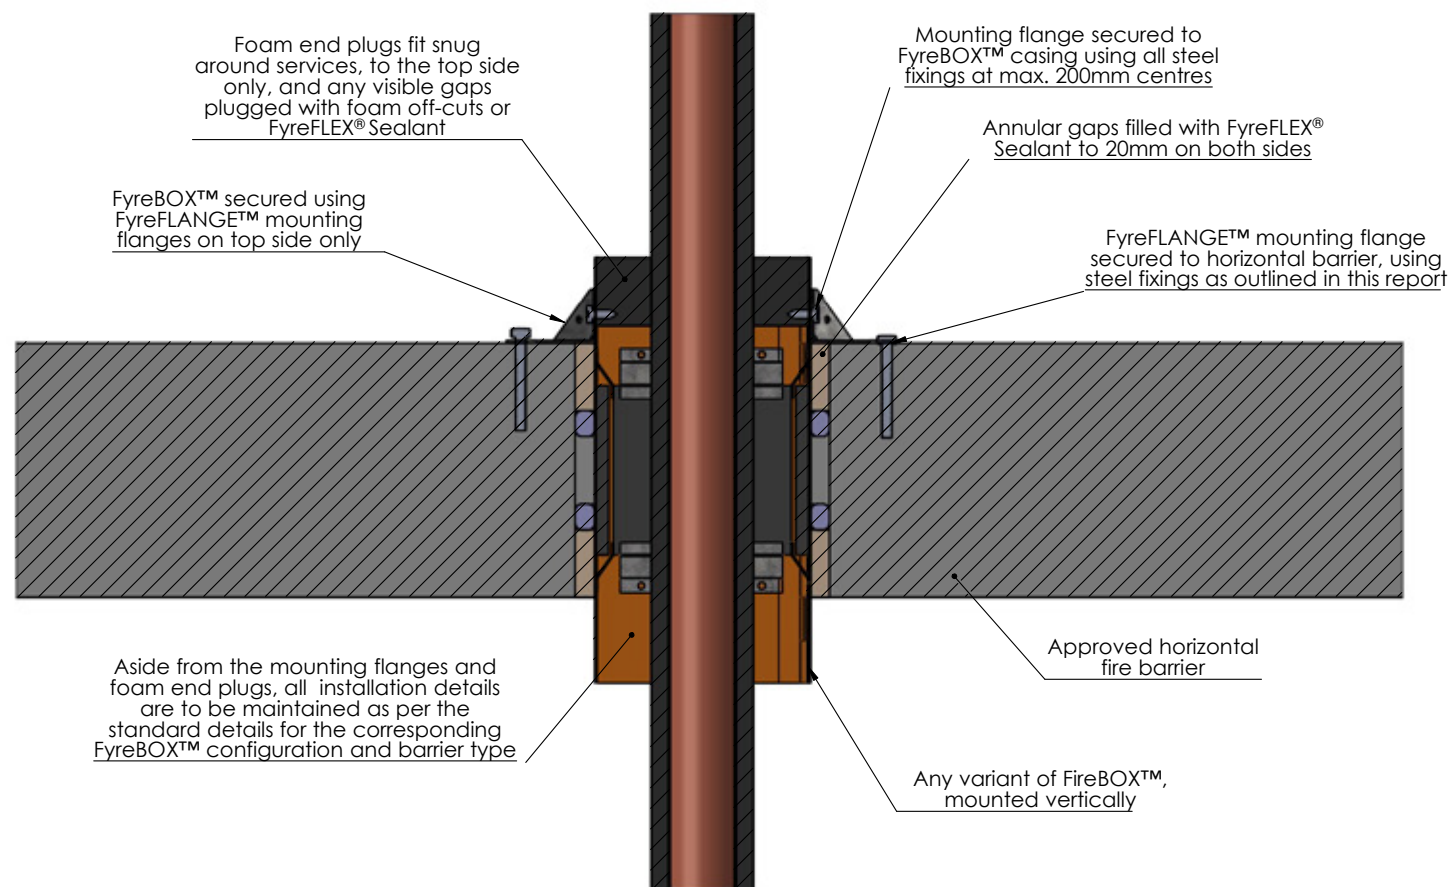 Foam end plugs fit snug
around services, to the top side
only, and any visible gaps
plugged with foam off-cuts or
FyreFLEX® Sealant
Mounting flange secured to
FyreBOX™ casing using all steel
fixings at max. 200mm centres
Annular gaps filled with FyreFLEX®
Sealant to 20mm on both sides
FyreBOX™ secured using
FyreFLANGE™ mounting
flanges on top side only
FyreFLANGE™ mounting flange
secured to horizontal barrier, using
steel fixings as outlined in this report
Aside from the mounting flanges and
foam end plugs, all installation details
are to be maintained as per the
standard details for the corresponding
FyreBOX™ configuration and barrier type
Approved horizontal
fire barrier
Any variant of FireBOX™,
mounted vertically